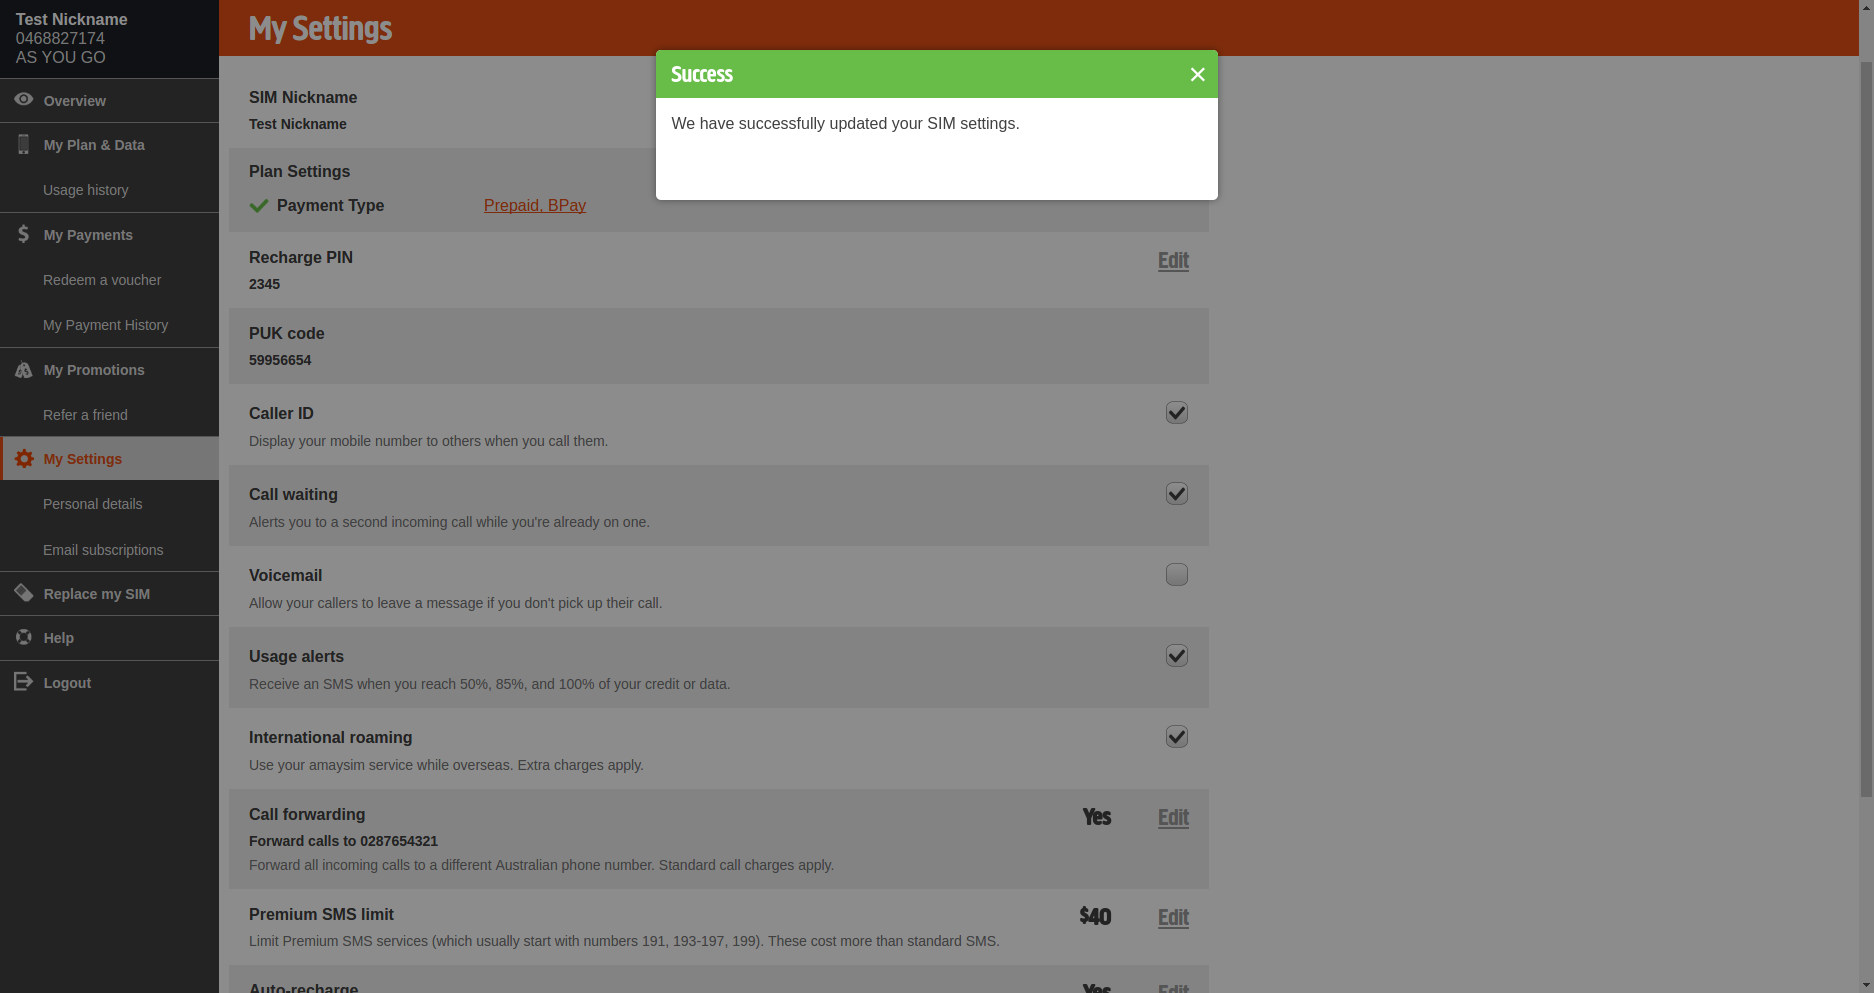 Test Nickname
0468827174
AS YOU GO
Overview
My Plan & Data
Usage history
My Payments
Redeem a voucher
My Payment History
My Promotions
Refer a friend
My Settings
Personal details
Email subscriptions
Replace my SIM
Help
Logout
My Settings
Success
We have successfully updated your SIM settings.
SIM Nickname
Test Nickname
Plan Settings
Payment Type Prepaid, BPay
Recharge PIN Edit
2345
PUK code
59956654
Caller ID
Display your mobile number to others when you call them.
Call waiting
Alerts you to a second incoming call while you're already on one.
Voicemail
Allow your callers to leave a message if you don't pick up their call.
Usage alerts
Receive an SMS when you reach 50%, 85%, and 100% of your credit or data.
International roaming
Use your amaysim service while overseas. Extra charges apply.
Call forwarding Yes Edit
Forward calls to 0287654321
Forward all incoming calls to a different Australian phone number. Standard call charges apply.
Premium SMS limit $40 Edit
Limit Premium SMS services (which usually start with numbers 191, 193-197, 199). These cost more than standard SMS.
Auto-recharge Yes Edit